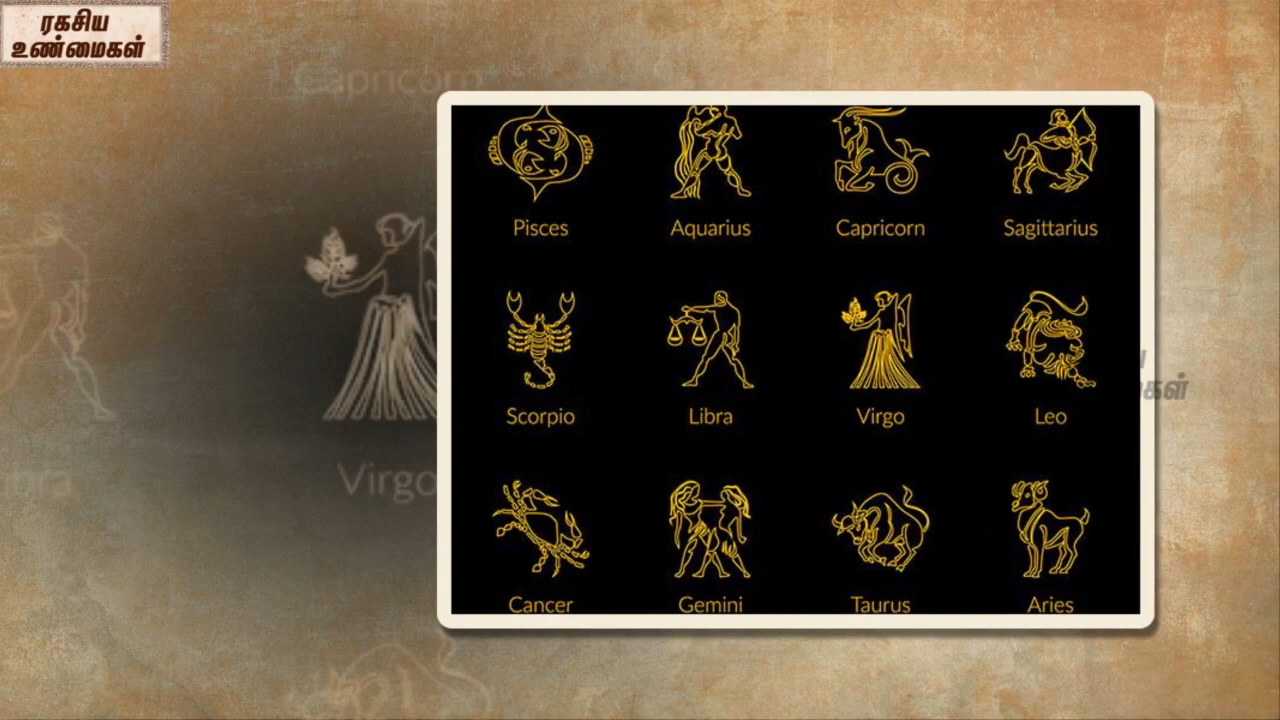 ரகசிய
உண்மைகள்
Capricorn
Pisces
Aquarius
Capricorn
Sagittarius
Scorpio
Libra
Virgo
Leo
Virgo
Cancer
Gemini
Taurus
Aries